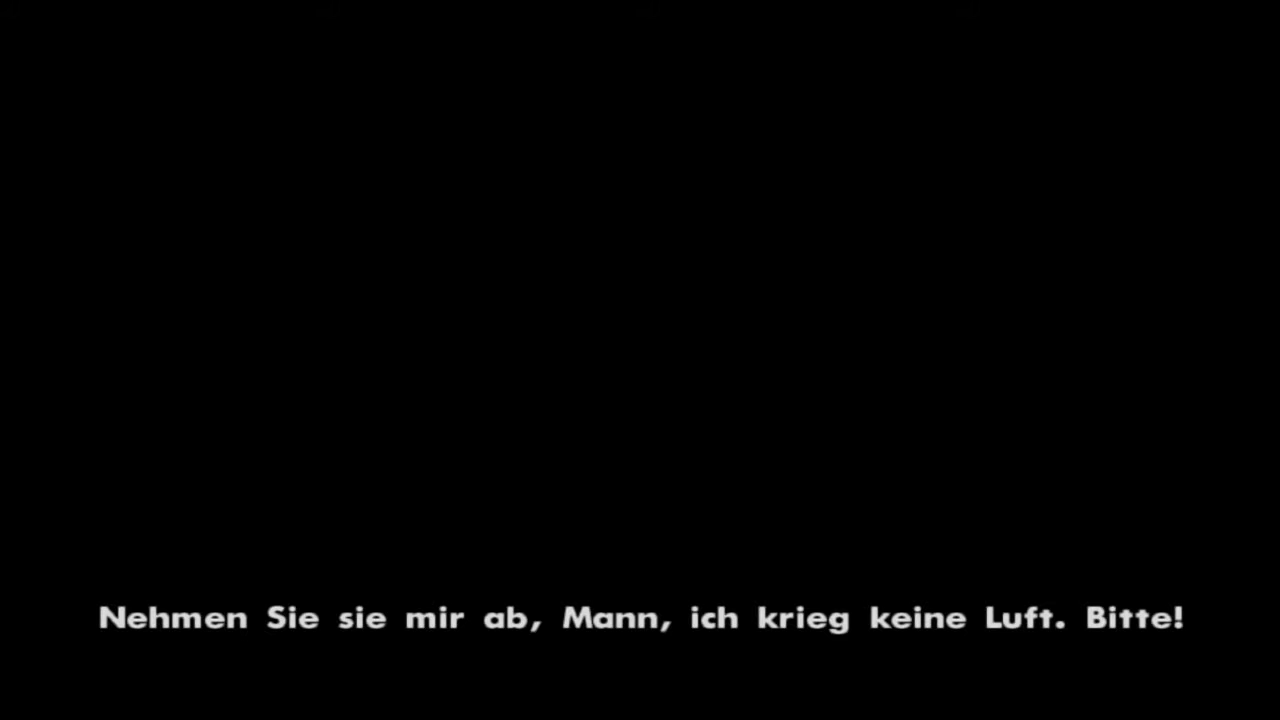 Nehmen Sie sie mir ab, Mann, ich krieg keine Luft. Bitte!